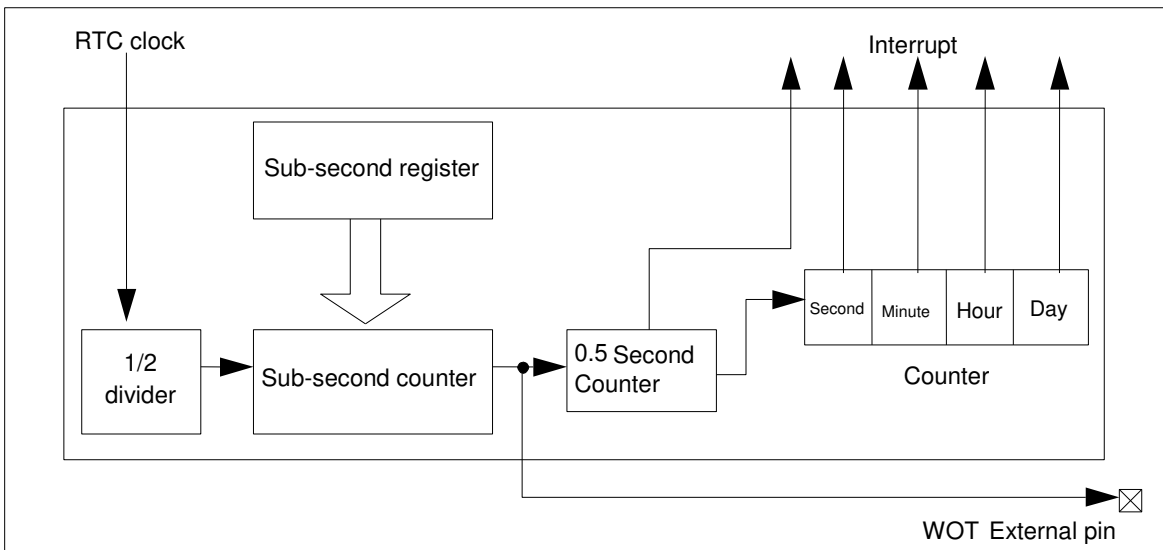 RTC clock
Interrupt
Sub-second register
1/2
divider
Sub-second counter
0.5 Second
Counter
Second
Minute
Hour
Day
Counter
WOT External pin